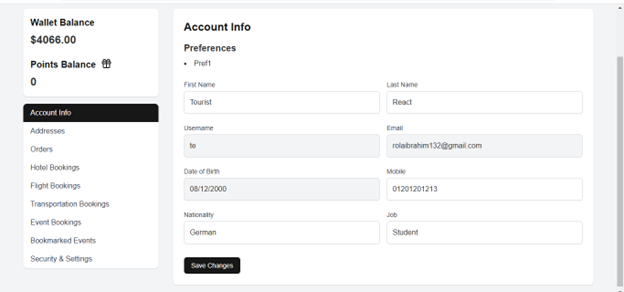 Wallet Balance
$4066.00
Points Balance
0
Account Info
Addresses
Orders
Hotel Bookings
Flight Bookings
Transportation Bookings
Event Bookings
Bookmarked Events
Security & Settings
Account Info
Preferences
• Pref1
First Name
Last Name
Tourist
React
Username
Email
te
rolaibrahim132@gmail.com
Date of Birth
Mobile
08/12/2000
01201201213
Nationality
Job
German
Student
Save Changes